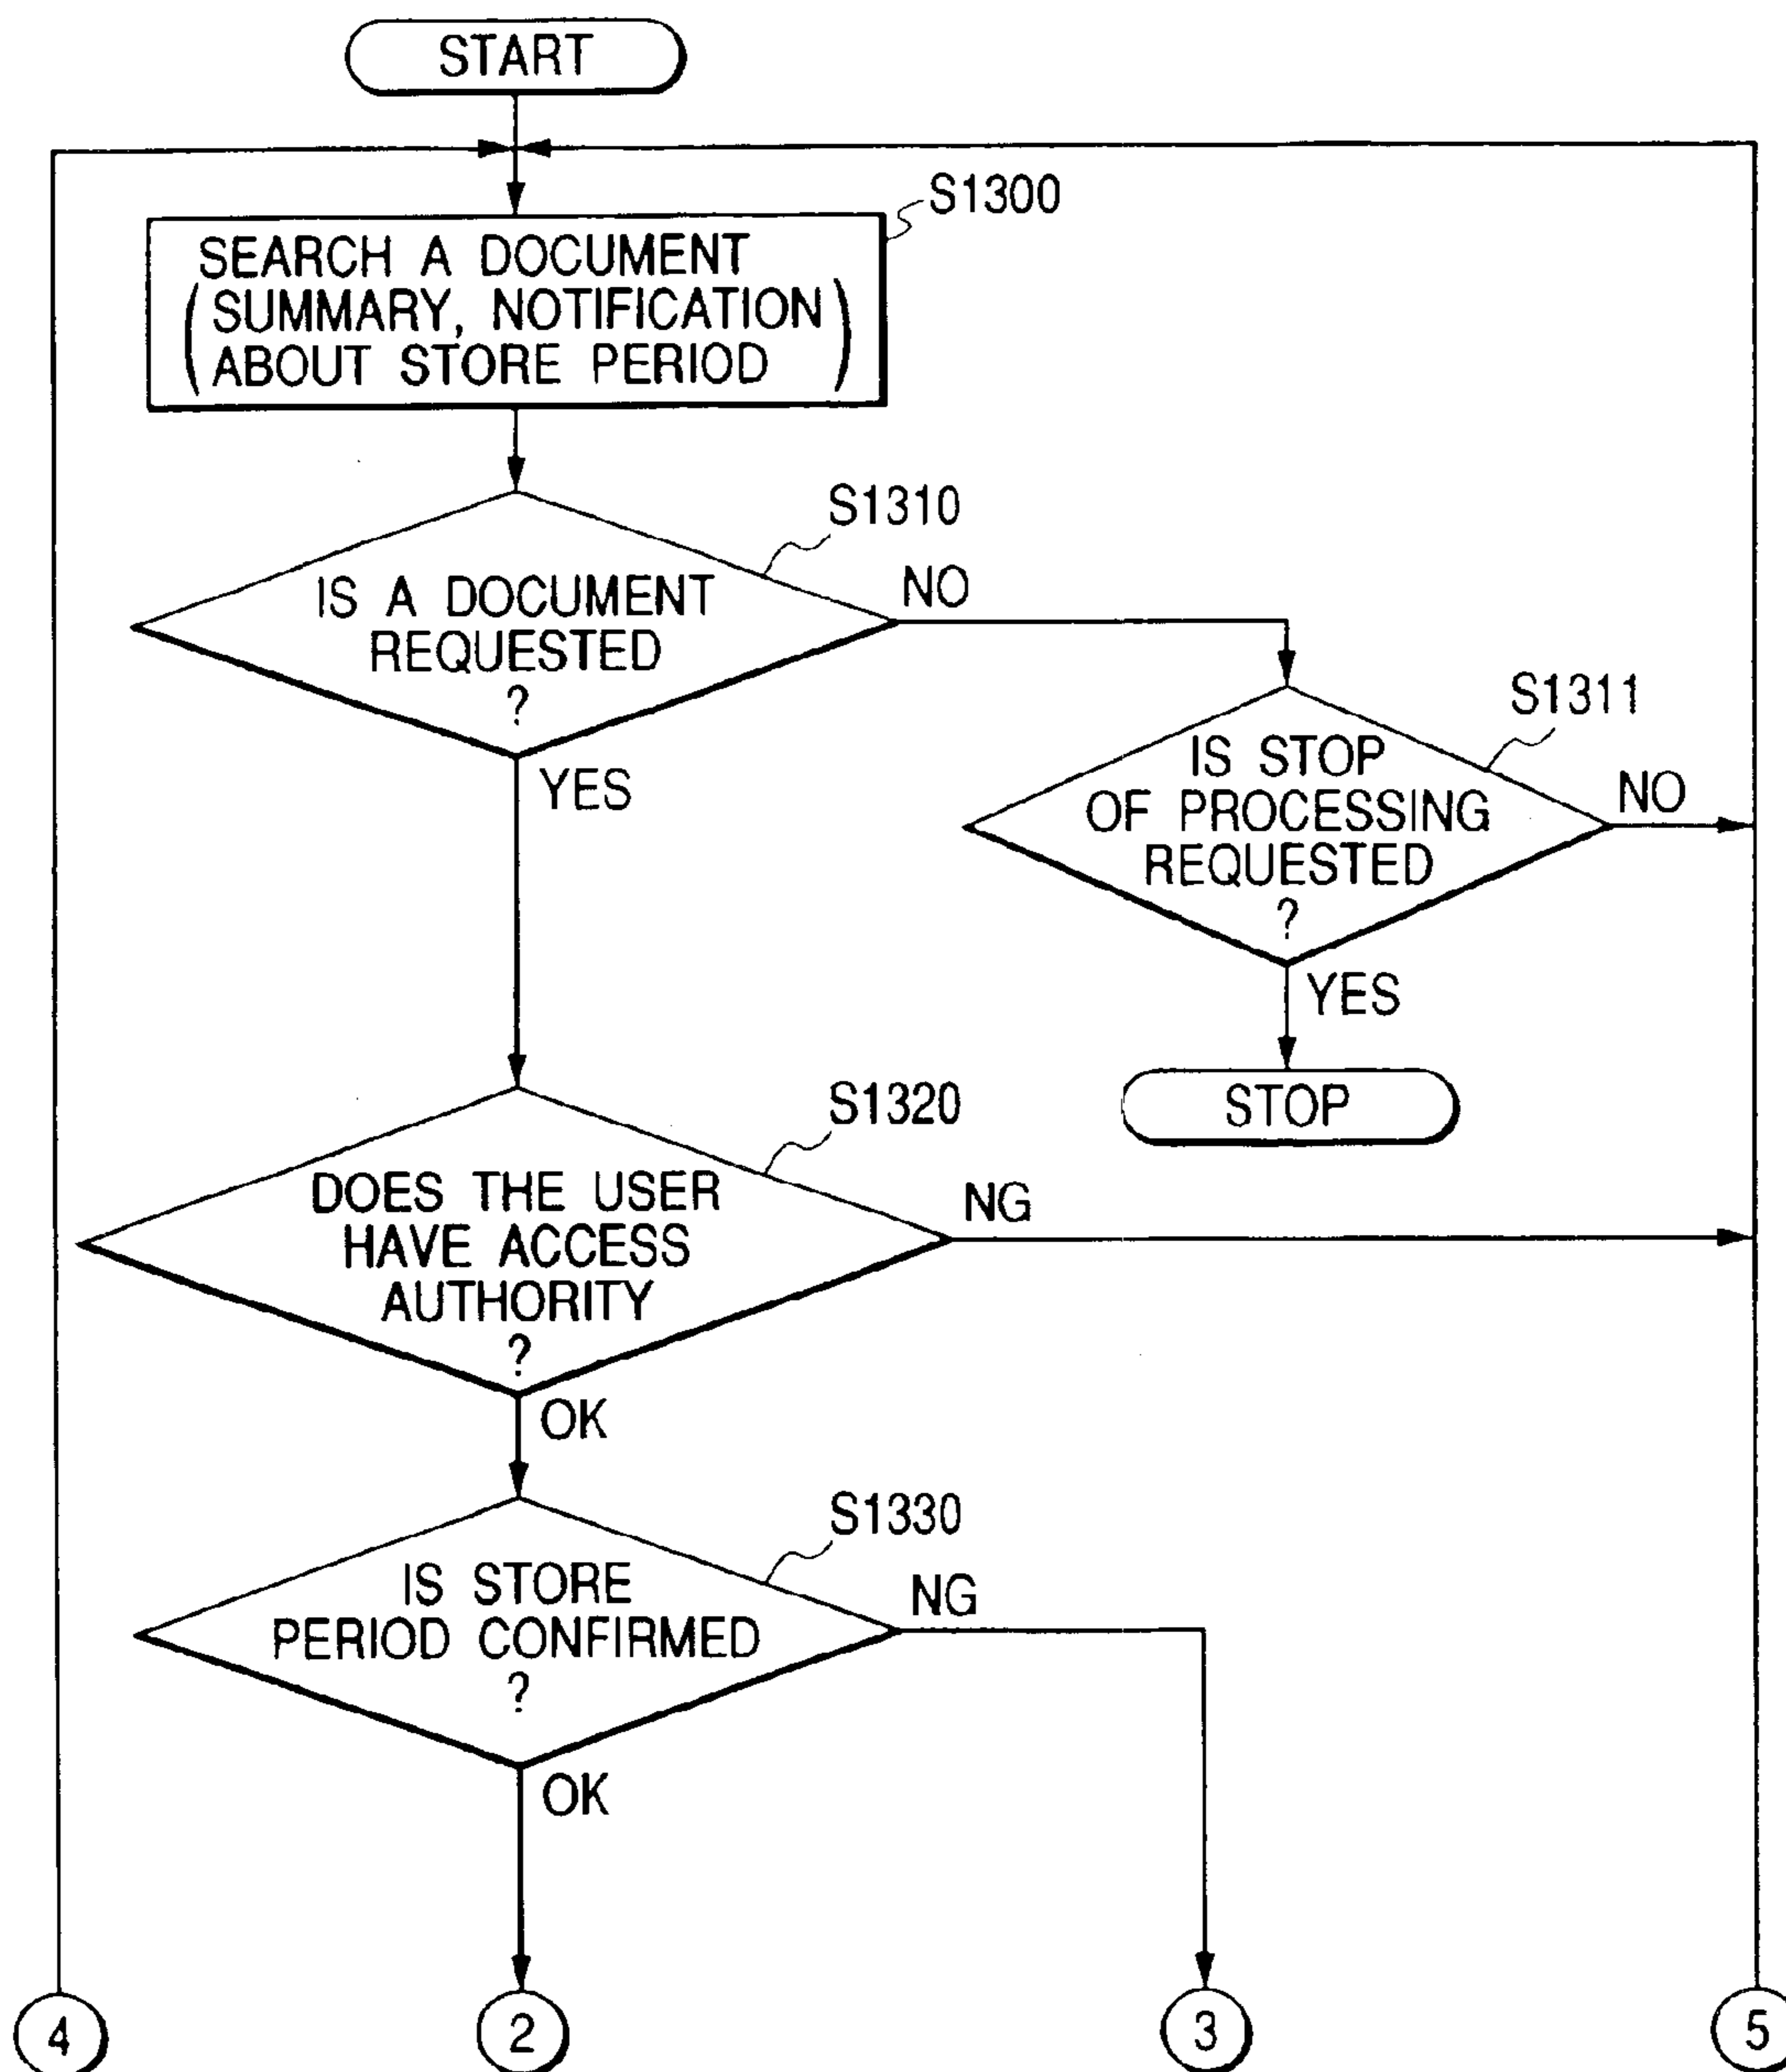 START
S1300
SEARCH A DOCUMENT
(SUMMARY, NOTIFICATION
ABOUT STORE PERIOD)
S1310
IS A DOCUMENT
REQUESTED
?
NO
YES
S1311
IS STOP
OF PROCESSING
REQUESTED
?
NO
YES
STOP
S1320
DOES THE USER
HAVE ACCESS
AUTHORITY
?
NG
OK
S1330
IS STORE
PERIOD CONFIRMED
?
NG
OK
4
2
3
5